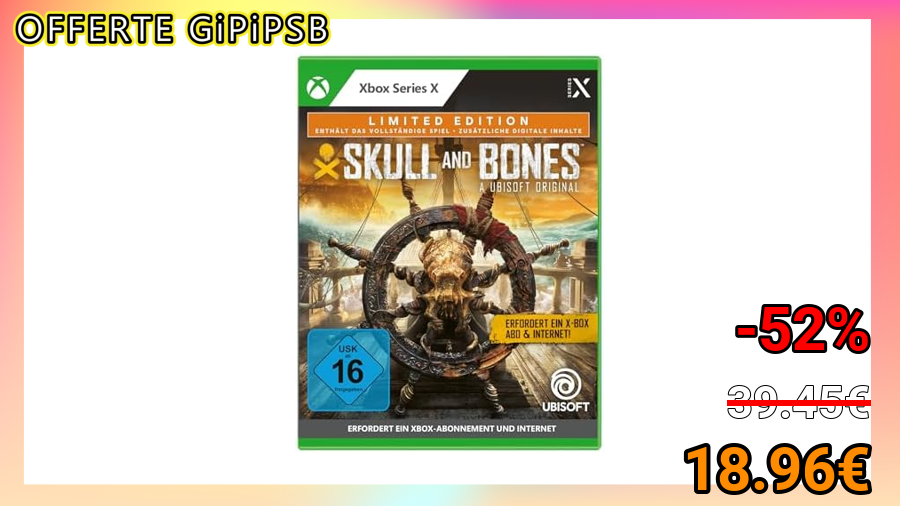 OFFERTE GiPiPSB
Xbox Series X
SERIES X
LIMITED EDITION
ENTHÄLT DAS VOLLSTÄNDIGE SPIEL • ZUSÄTZLICHE DIGITALE INHALTE
SKULL AND BONES™
A UBISOFT ORIGINAL
ERFORDERT EIN X-BOX
ABO & INTERNET!
USK
ab
16
freigegeben
UBISOFT
ERFORDERT EIN XBOX-ABONNEMENT UND INTERNET
-52%
39.45€
18.96€